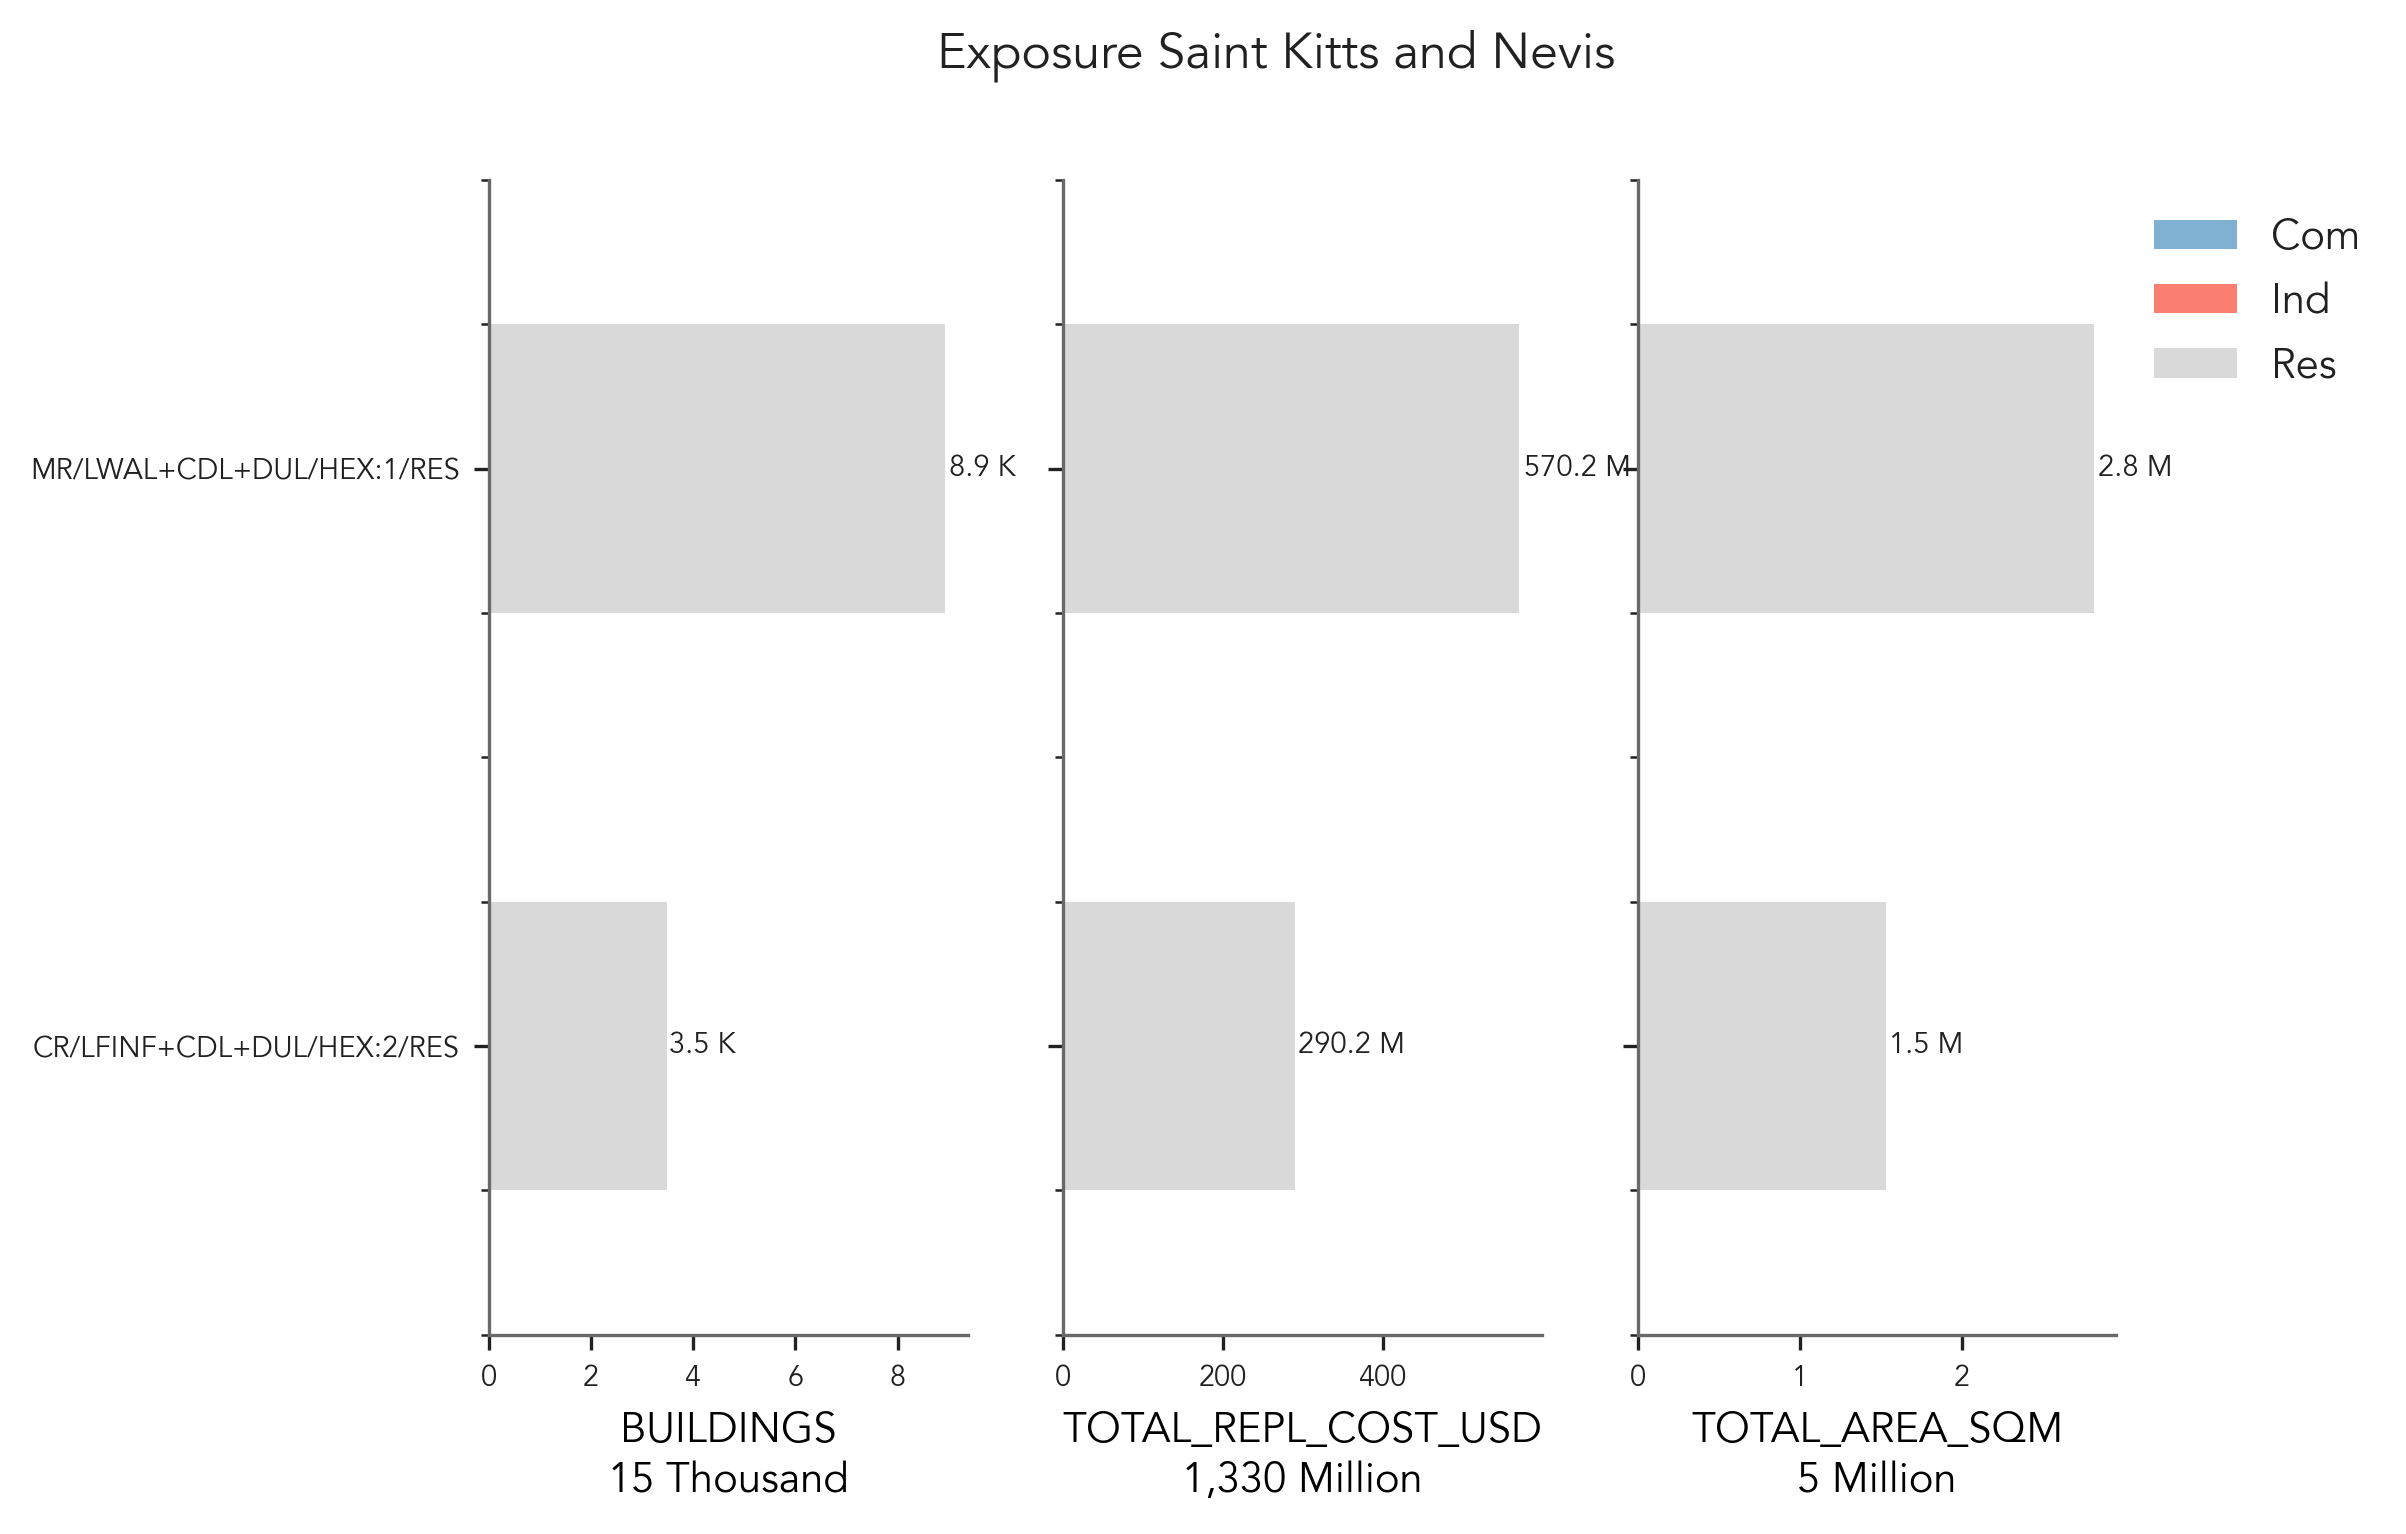 Exposure Saint Kitts and Nevis
Com
Ind
Res
MR/LWAL+CDL+DUL/HEX:1/RES
8.9 K
570.2 M
2.8 M
CR/LFINF+CDL+DUL/HEX:2/RES
3.5 K
290.2 M
1.5 M
0 2 4 6 8
0 200 400
0 1 2
BUILDINGS
15 Thousand
TOTAL_REPL_COST_USD
1,330 Million
TOTAL_AREA_SQM
5 Million